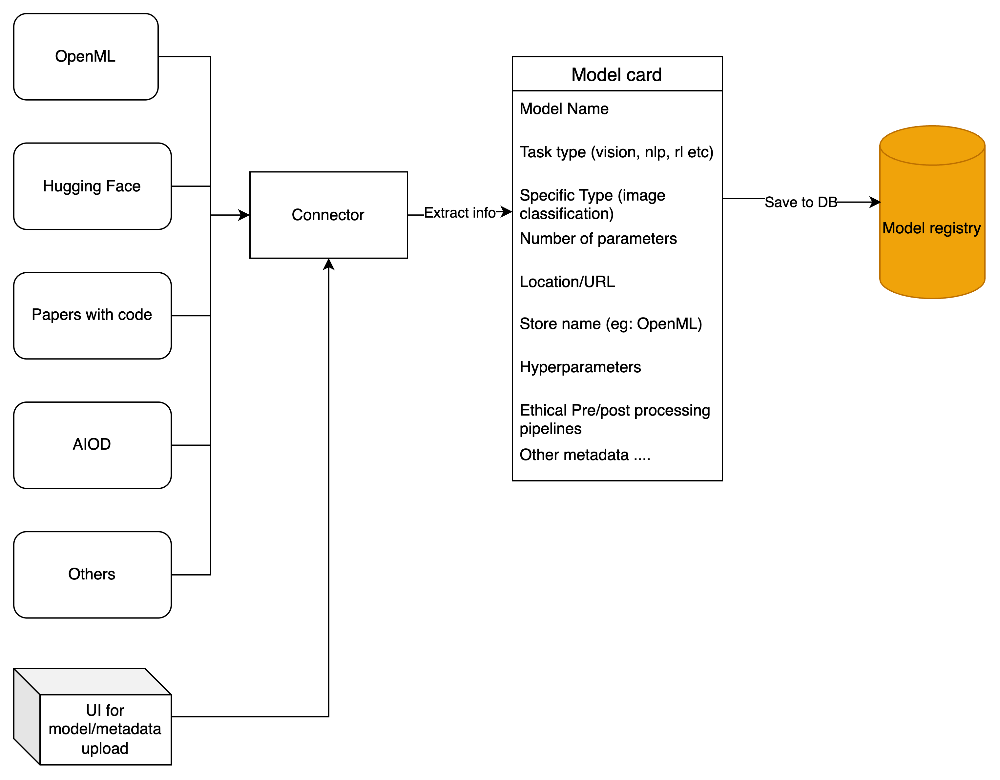 OpenML
Hugging Face
Papers with code
AIOD
Others
UI for
model/metadata
upload
Connector
Extract info
Model card
Model Name
Task type (vision, nlp, rl etc)
Specific Type (image
classification)
Number of parameters
Location/URL
Store name (eg: OpenML)
Hyperparameters
Ethical Pre/post processing
pipelines
Other metadata ....
Save to DB
Model registry